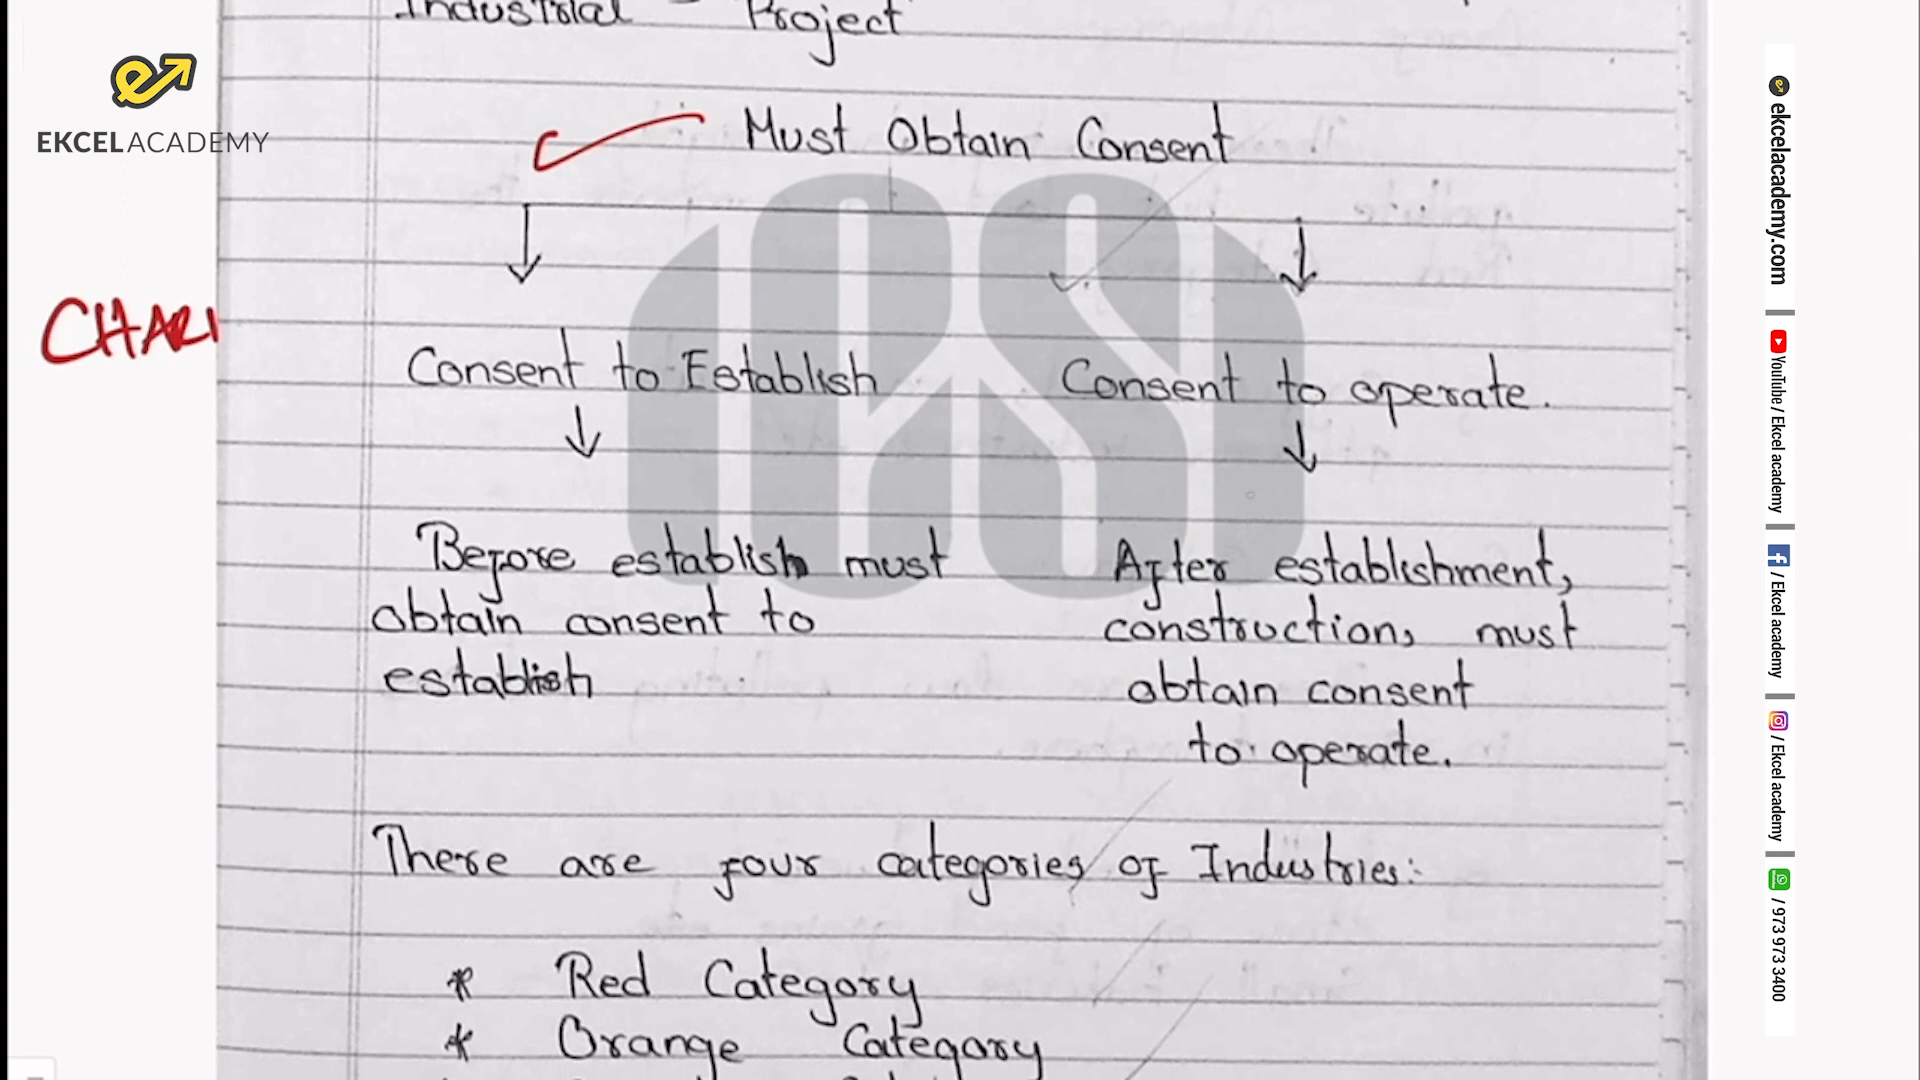 Industrial - Project
EKCELACADEMY
Must Obtain Consent
CHART
Consent to Establish
Consent to operate.
Before establish must
obtain consent to
establish
After establishment,
construction, must
obtain consent
to operate.
There are four categories of Industries:
* Red Category
* Orange Category
ekcelacademy.com
YouTube / Ekcel academy
/ Ekcel academy
/ Ekcel academy
/ 973 973 3400